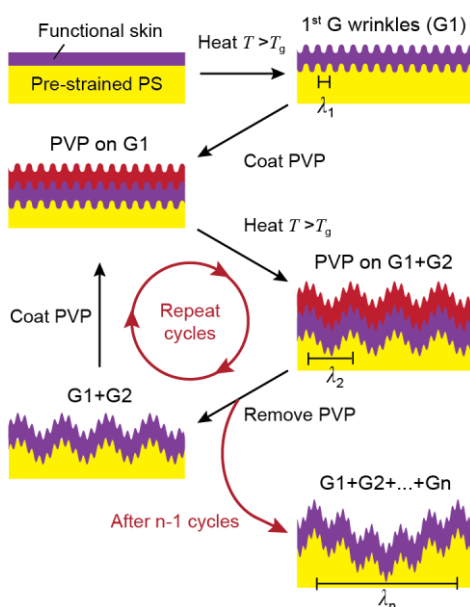 Functional skin
Pre-strained PS
Heat T >Tg
1st G wrinkles (G1)
λ1
PVP on G1
Coat PVP
Heat T >Tg
PVP on G1+G2
Coat PVP
Repeat
cycles
λ2
G1+G2
Remove PVP
After n-1 cycles
G1+G2+...+Gn
λn